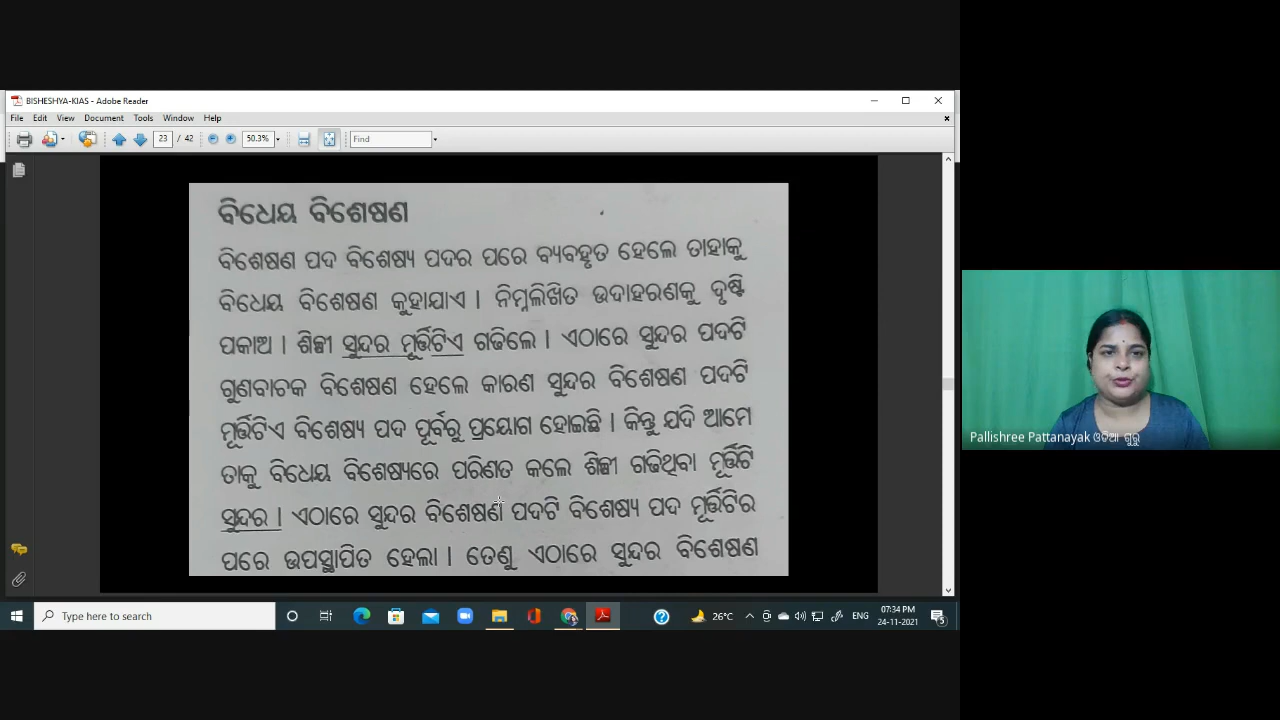 BISHESHYA-KIAS - Adobe Reader
File Edit View Document Tools Window Help
23 / 42 50.3% Find
ବିଧେୟ ବିଶେଷଣ
ବିଶେଷଣ ପଦ ବିଶେଷ୍ୟ ପଦର ପରେ ବ୍ୟବହୃତ ହେଲେ ତାହାକୁ
ବିଧେୟ ବିଶେଷଣ କୁହାଯାଏ । ନିମ୍ନଲିଖିତ ଉଦାହରଣକୁ ଦୃଷ୍ଟି
ପକାଅ । ଶିଳ୍ପୀ ସୁନ୍ଦର ମୂର୍ତ୍ତିଟିଏ ଗଢିଲେ । ଏଠାରେ ସୁନ୍ଦର ପଦଟି
ଗୁଣବାଚକ ବିଶେଷଣ ହେଲେ କାରଣ ସୁନ୍ଦର ବିଶେଷଣ ପଦଟି
ମୂର୍ତ୍ତିଟିଏ ବିଶେଷ୍ୟ ପଦ ପୂର୍ବରୁ ପ୍ରୟୋଗ ହୋଇଛି । କିନ୍ତୁ ଯଦି ଆମେ
ତାକୁ ବିଧେୟ ବିଶେଷ୍ୟରେ ପରିଣତ କଲେ ଶିଳ୍ପୀ ଗଢିଥିବା ମୂର୍ତ୍ତିଟି
ସୁନ୍ଦର । ଏଠାରେ ସୁନ୍ଦର ବିଶେଷଣ ପଦଟି ବିଶେଷ୍ୟ ପଦ ମୂର୍ତ୍ତିଟିର
ପରେ ଉପସ୍ଥାପିତ ହେଲା । ତେଣୁ ଏଠାରେ ସୁନ୍ଦର ବିଶେଷଣ
Pallishree Pattanayak ଓଡିଆ ଗୁରୁ
Type here to search
26°C ENG
07:34 PM
24-11-2021
5